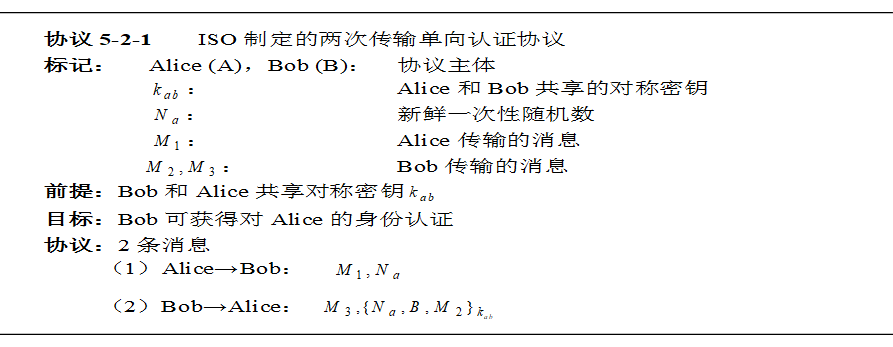 协议 5-2-1 ISO 制定的两次传输单向认证协议
标记： Alice (A)，Bob (B)： 协议主体
k_{ab}： Alice 和 Bob 共享的对称密钥
N_a： 新鲜一次性随机数
M_1： Alice 传输的消息
M_2, M_3： Bob 传输的消息
前提：Bob 和 Alice 共享对称密钥 k_{ab}
目标：Bob 可获得对 Alice 的身份认证
协议：2 条消息
（1）Alice→Bob： M_1, N_a
（2）Bob→Alice： M_3,{N_a, B, M_2}_{k_{ab}}